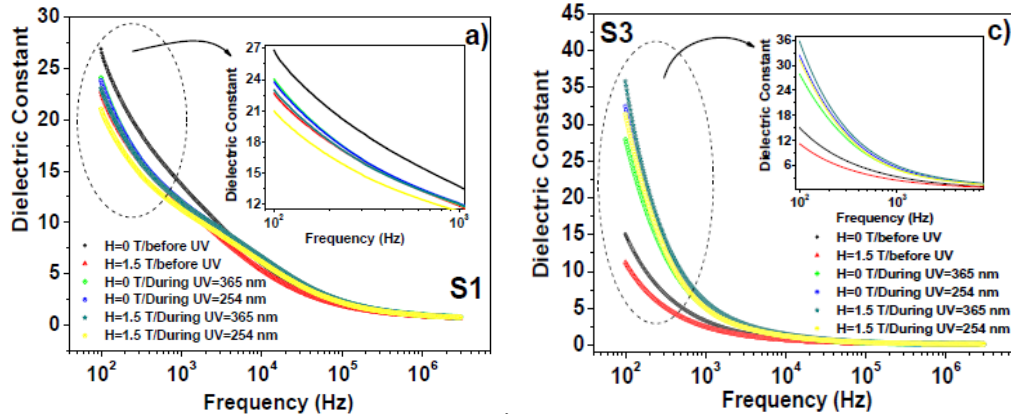 a)
S1
Dielectric Constant
30
25
20
15
10
5
0
10² 10³ 10⁴ 10⁵ 10⁶
Frequency (Hz)
Dielectric Constant
27
24
21
18
15
12
10² 10³
Frequency (Hz)
H=0 T/before UV
H=1.5 T/before UV
H=0 T/During UV=365 nm
H=0 T/During UV=254 nm
H=1.5 T/During UV=365 nm
H=1.5 T/During UV=254 nm
S3
c)
Dielectric Constant
45
40
35
30
25
20
15
10
5
0
10² 10³ 10⁴ 10⁵ 10⁶
Frequency (Hz)
Dielectric Constant
36
30
24
18
12
6
10² 10³
Frequency (Hz)
H=0 T/before UV
H=1.5 T/before UV
H=0 T/During UV=365 nm
H=0 T/During UV=254 nm
H=1.5 T/During UV=365 nm
H=1.5 T/During UV=254 nm